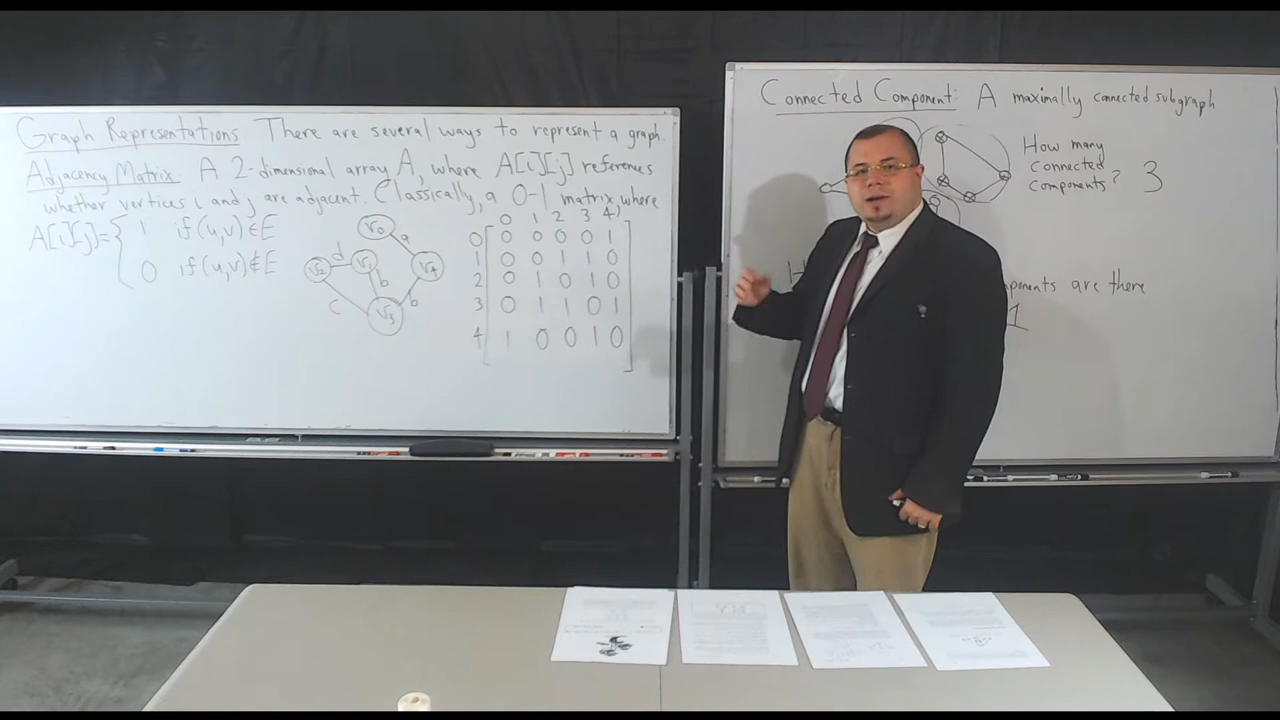 Graph Representations There are several ways to represent a graph.
Adjacency Matrix: A 2-dimensional array A, where A[i][j] references
whether vertices i and j are adjacent. Classically, a 0-1 matrix, where
A[i][j]= { 1 if (u,v)∈E
0 if (u,v)∉E
V0
a
d
V2
V1
V4
b
b
c
V3
0 1 2 3 4
0 0 0 0 0 1
1 0 0 1 1 0
2 0 1 0 1 0
3 0 1 1 0 1
4 1 0 0 1 0
Connected Component: A maximally connected subgraph
How many
connected
components? 3
ponents are there
1